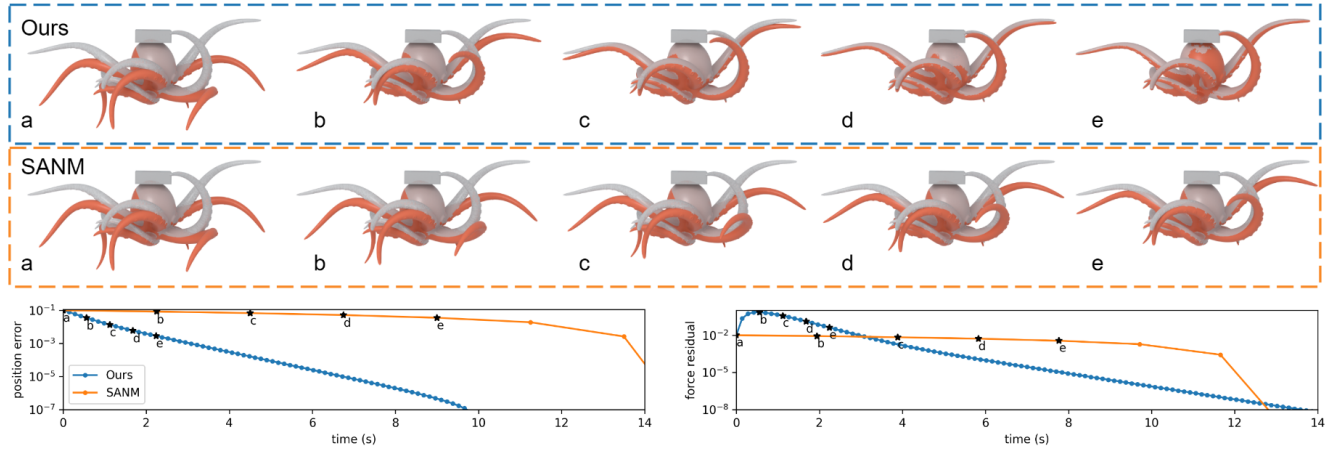 Ours
a b c d e
SANM
a b c d e
position error
10⁻¹
10⁻³
10⁻⁵
10⁻⁷
a b c d e
b c d e
Ours
SANM
0 2 4 6 8 10 12 14
time (s)
force residual
10⁻²
10⁻⁵
10⁻⁸
a b c d e
b c d e
0 2 4 6 8 10 12 14
time (s)